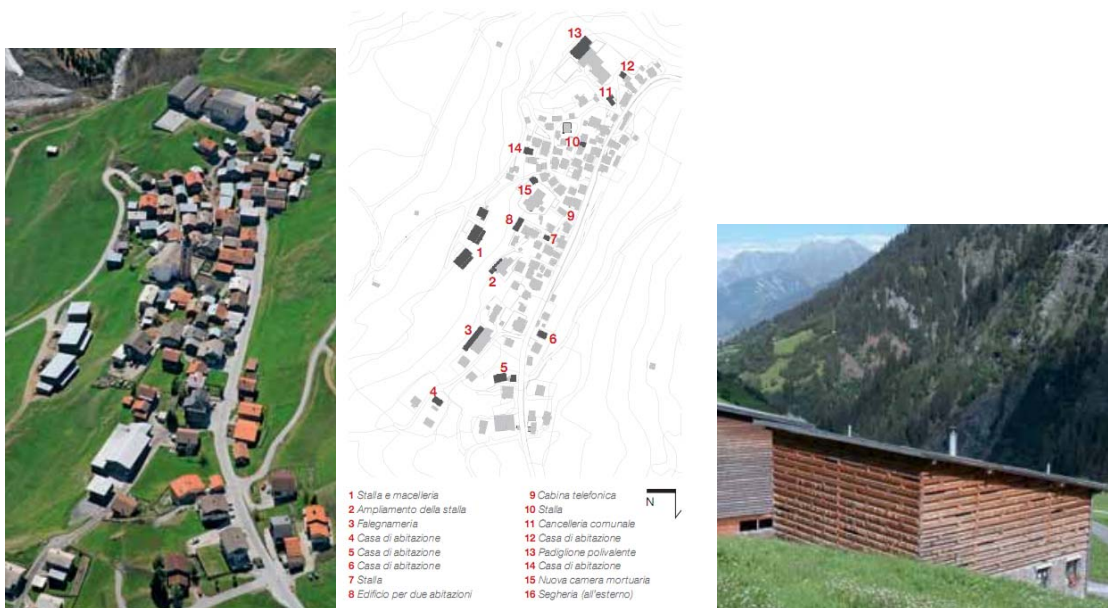 13
12
11
10
14
15
9
8
7
1
2
3
6
5
4
1 Stalla e macelleria
2 Ampliamento della stalla
3 Falegnameria
4 Casa di abitazione
5 Casa di abitazione
6 Casa di abitazione
7 Stalla
8 Edificio per due abitazioni
9 Cabina telefonica
10 Stalla
11 Cancelleria comunale
12 Casa di abitazione
13 Padiglione polivalente
14 Casa di abitazione
15 Nuova camera mortuaria
16 Segheria (all'esterno)
N